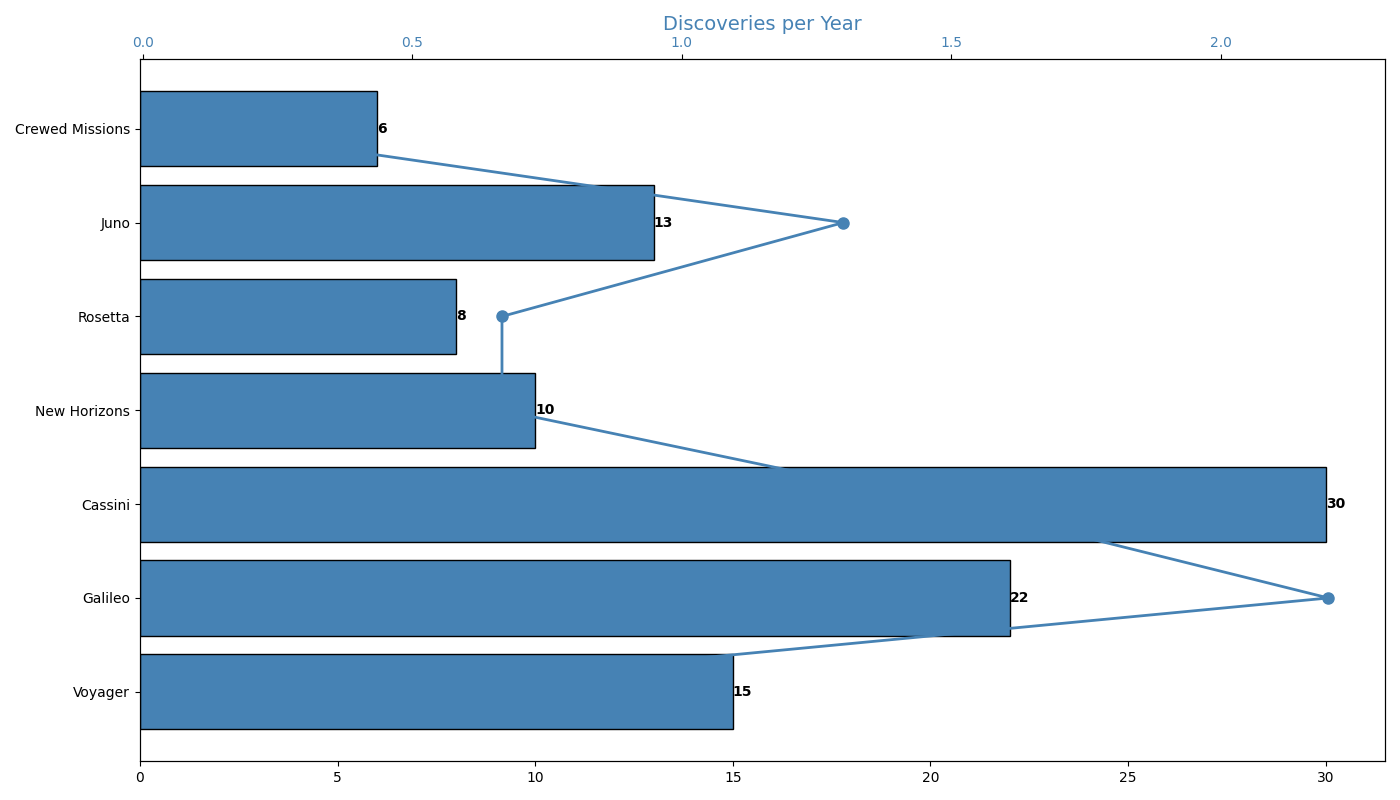 Discoveries per Year
0.0 0.5 1.0 1.5 2.0
Crewed Missions 6
Juno 13
Rosetta 8
New Horizons 10
Cassini 30
Galileo 22
Voyager 15
0 5 10 15 20 25 30